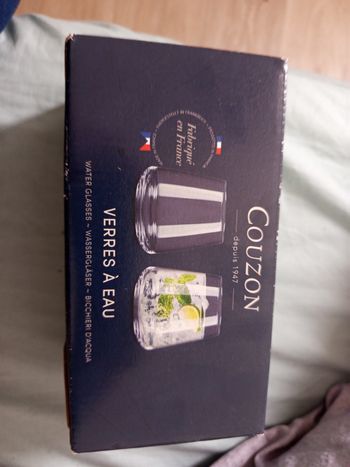 COUZON
depuis 1947
Fabriqué
en France
VERRES À EAU
WATER GLASSES ~ WASSERGLÄSER ~ BICCHIERI D'ACQUA